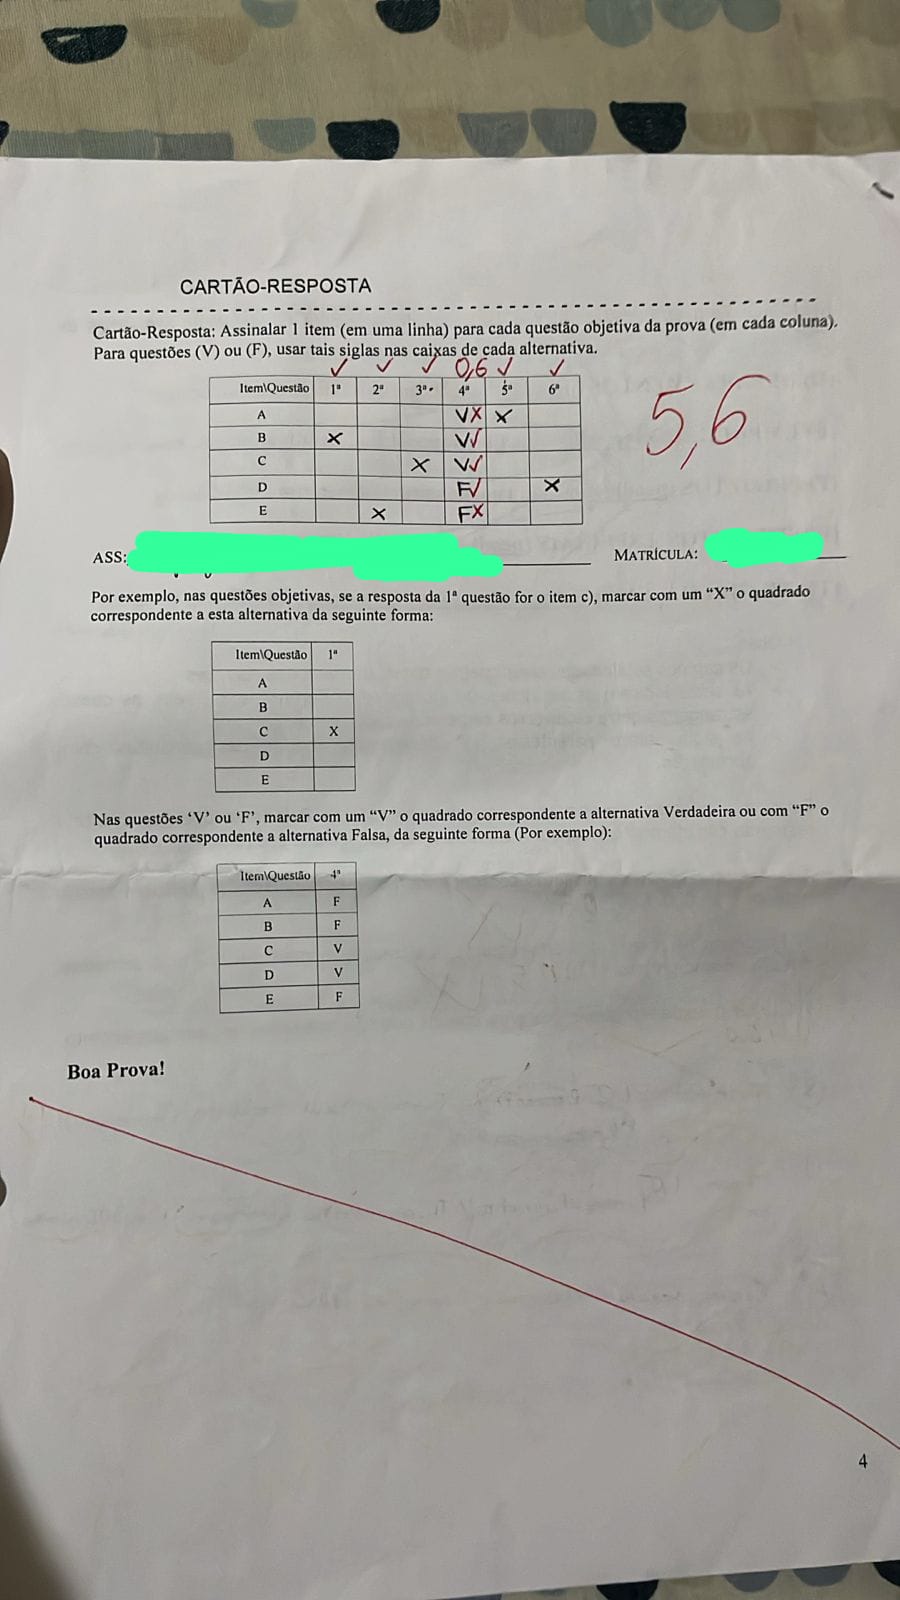 CARTÃO-RESPOSTA
Cartão-Resposta: Assinalar 1 item (em uma linha) para cada questão objetiva da prova (em cada coluna).
Para questões (V) ou (F), usar tais siglas nas caixas de cada alternativa.
✓ ✓ ✓ 0,6 ✓ ✓
Item\Questão 1ª 2ª 3ª 4ª 5ª 6ª
5,6
A V X X
B X V ✓
C X V ✓
D F ✓ X
E X F X
ASS:
MATRÍCULA:
Por exemplo, nas questões objetivas, se a resposta da 1ª questão for o item c), marcar com um “X” o quadrado
correspondente a esta alternativa da seguinte forma:
Item\Questão 1ª
A
B
C X
D
E
Nas questões ‘V’ ou ‘F’, marcar com um “V” o quadrado correspondente a alternativa Verdadeira ou com “F” o
quadrado correspondente a alternativa Falsa, da seguinte forma (Por exemplo):
Item\Questão 4ª
A F
B F
C V
D V
E F
Boa Prova!
4